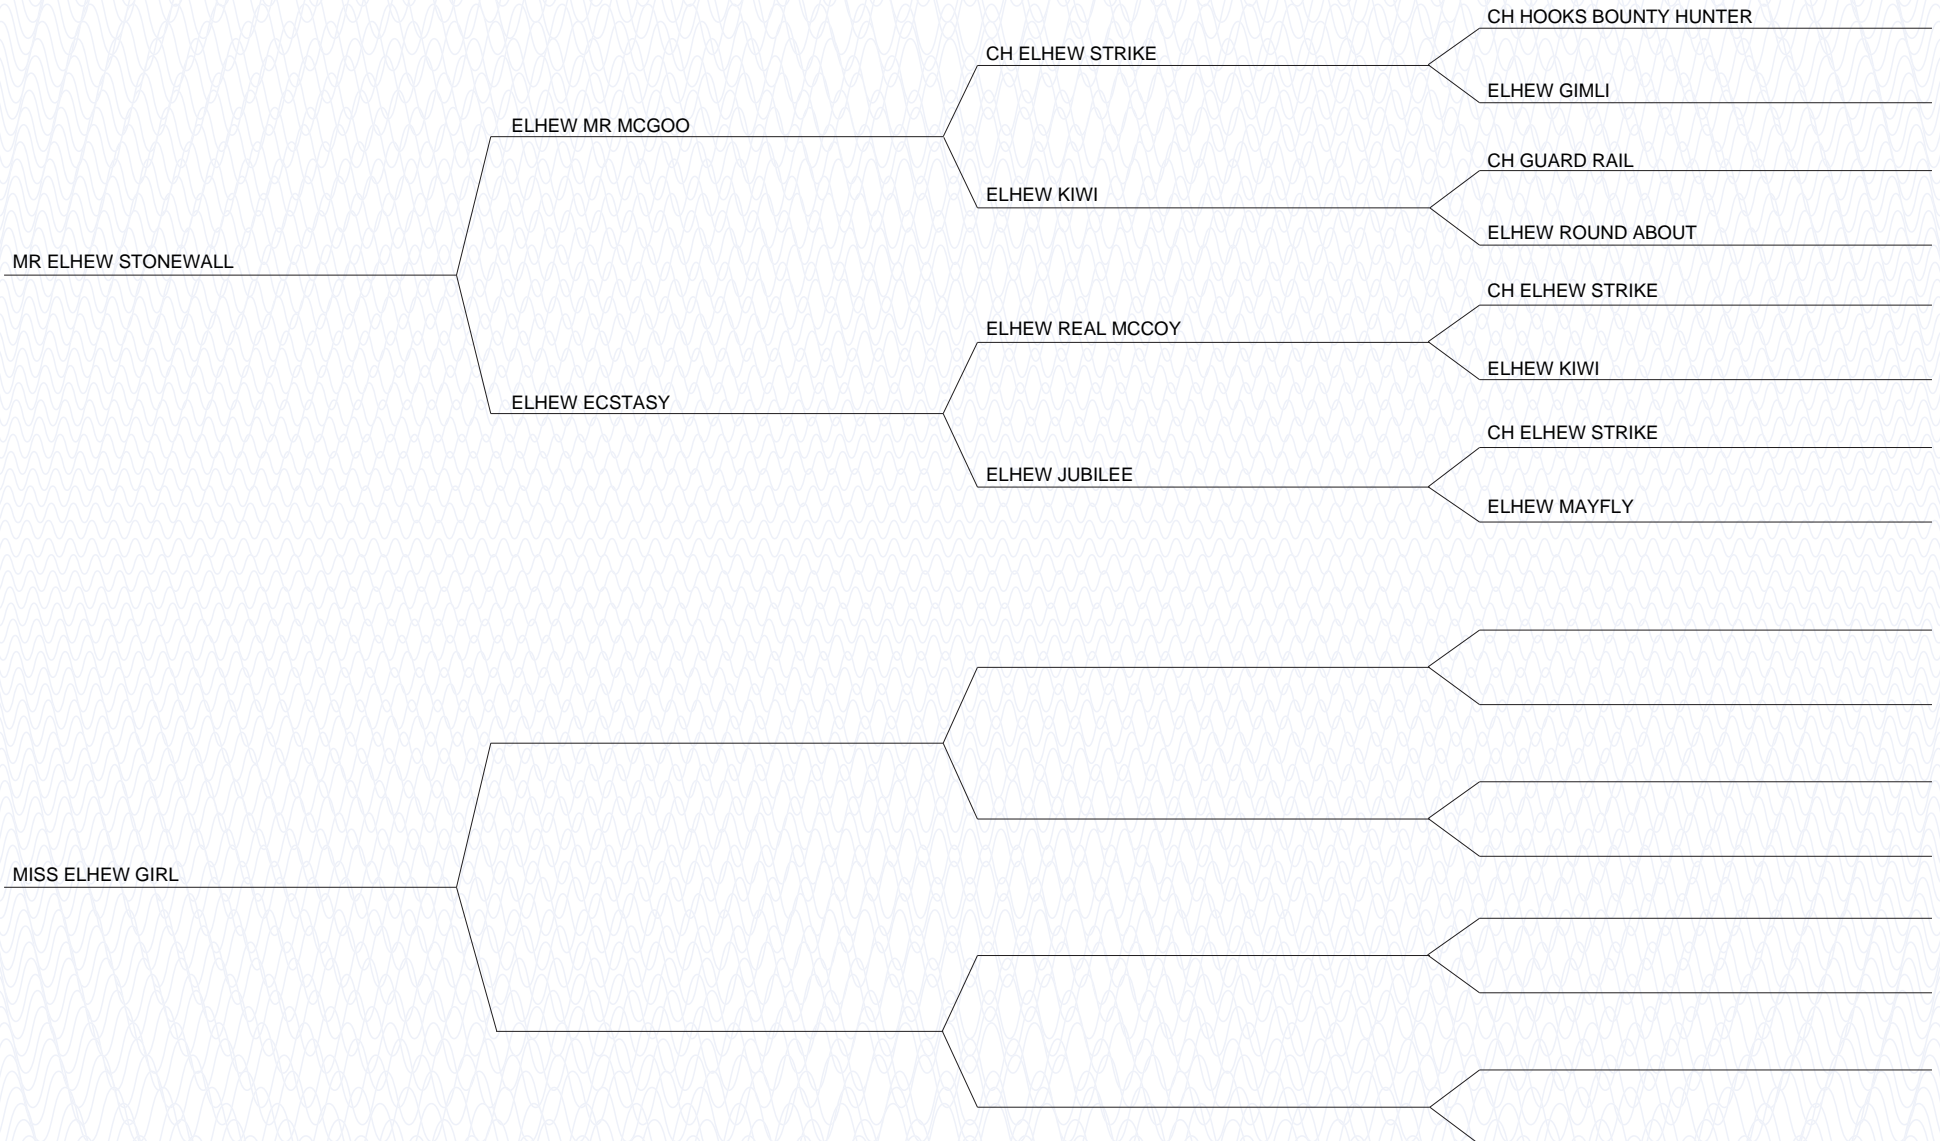 CH HOOKS BOUNTY HUNTER
CH ELHEW STRIKE
ELHEW GIMLI
ELHEW MR MCGOO
CH GUARD RAIL
ELHEW KIWI
ELHEW ROUND ABOUT
MR ELHEW STONEWALL
CH ELHEW STRIKE
ELHEW REAL MCCOY
ELHEW KIWI
ELHEW ECSTASY
CH ELHEW STRIKE
ELHEW JUBILEE
ELHEW MAYFLY
MISS ELHEW GIRL